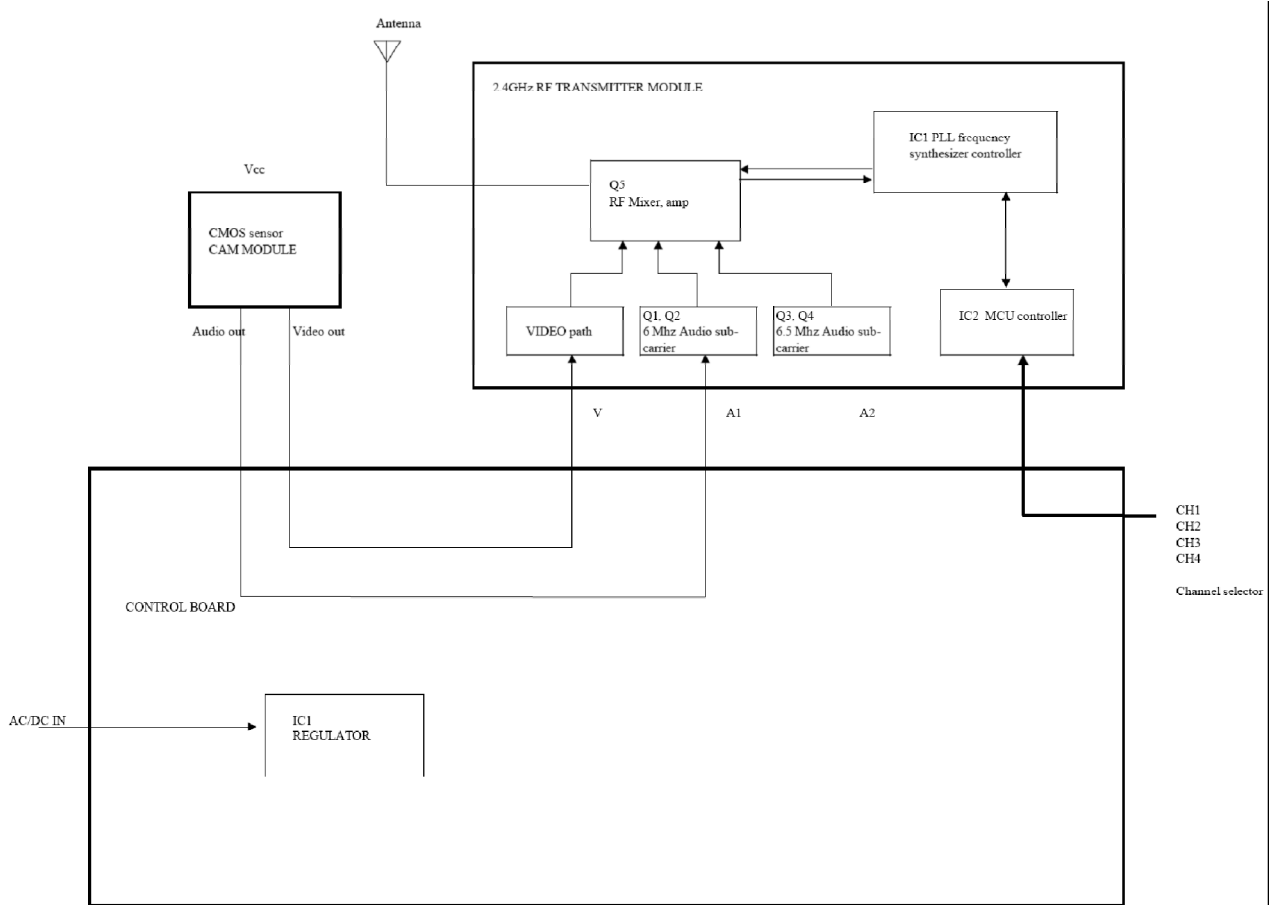 Antenna
2.4GHz RF TRANSMITTER MODULE
IC1 PLL frequency
synthesizer controller
Vcc
Q5
RF Mixer, amp
CMOS sensor
CAM MODULE
Audio out
Video out
VIDEO path
Q1, Q2
6 Mhz Audio sub-
carrier
Q3, Q4
6.5 Mhz Audio sub-
carrier
IC2 MCU controller
V
A1
A2
CH1
CH2
CH3
CH4
Channel selector
CONTROL BOARD
AC/DC IN
IC1
REGULATOR